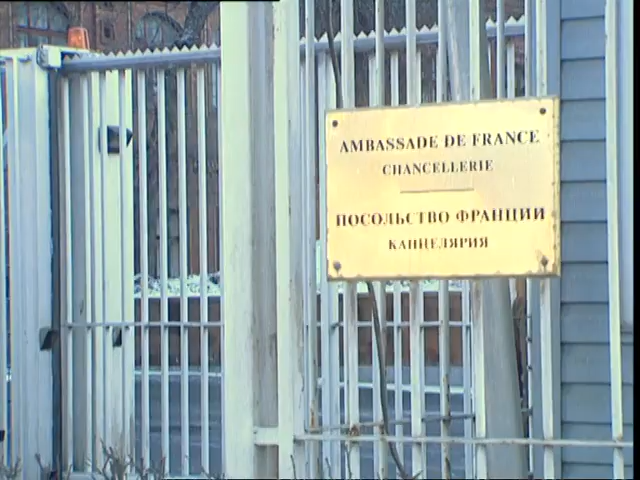 AMBASSADE DE FRANCE
CHANCELLERIE
ПОСОЛЬСТВО ФРАНЦИИ
КАНЦЕЛЯРИЯ